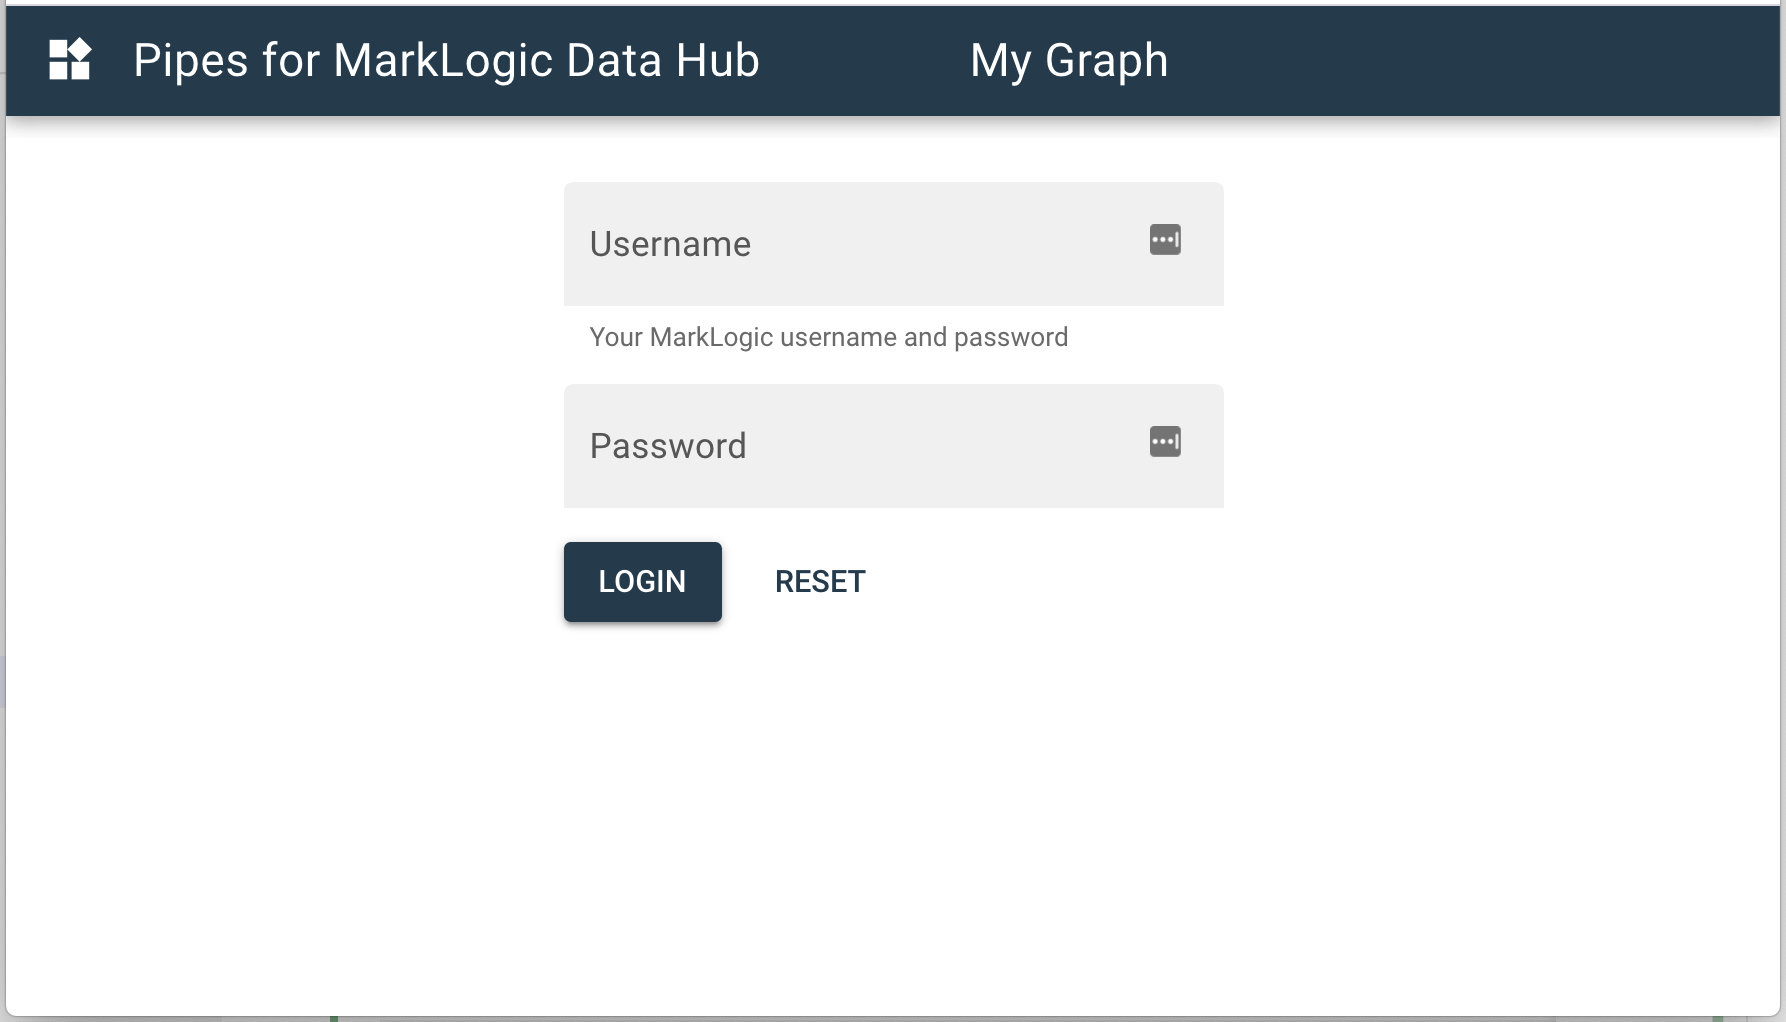 Pipes for MarkLogic Data Hub
My Graph
Username
Your MarkLogic username and password
Password
LOGIN
RESET